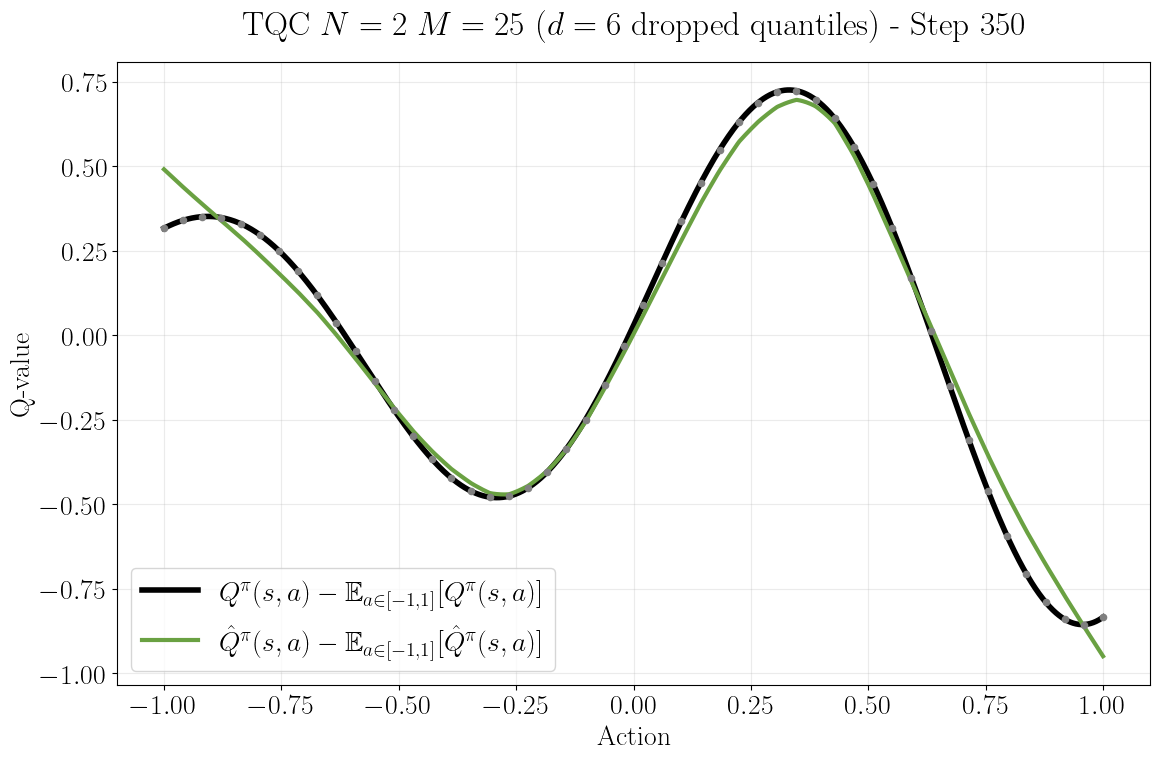 TQC N = 2 M = 25 (d = 6 dropped quantiles) - Step 350
0.75
0.50
0.25
0.00
−0.25
−0.50
−0.75
−1.00
Q-value
Q^π(s, a) − 𝔼_{a∈[−1,1]}[Q^π(s, a)]
Q̂^π(s, a) − 𝔼_{a∈[−1,1]}[Q̂^π(s, a)]
−1.00 −0.75 −0.50 −0.25 0.00 0.25 0.50 0.75 1.00
Action